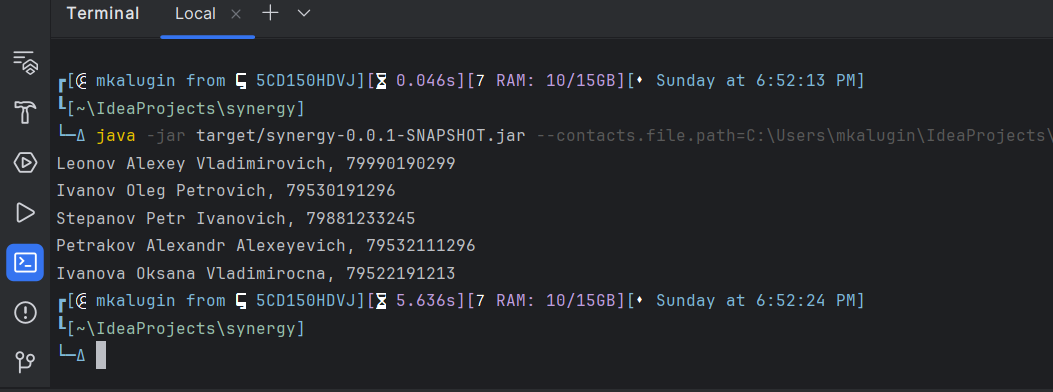 Terminal Local
[@ mkalugin from 5CD150HDVJ][ 0.046s][7 RAM: 10/15GB][ Sunday at 6:52:13 PM]
[~\IdeaProjects\synergy]
Δ java -jar target/synergy-0.0.1-SNAPSHOT.jar --contacts.file.path=C:\Users\mkalugin\IdeaProjects\
Leonov Alexey Vladimirovich, 79990190299
Ivanov Oleg Petrovich, 79530191296
Stepanov Petr Ivanovich, 79881233245
Petrakov Alexandr Alexeyevich, 79532111296
Ivanova Oksana Vladimirocna, 79522191213
[@ mkalugin from 5CD150HDVJ][ 5.636s][7 RAM: 10/15GB][ Sunday at 6:52:24 PM]
[~\IdeaProjects\synergy]
Δ